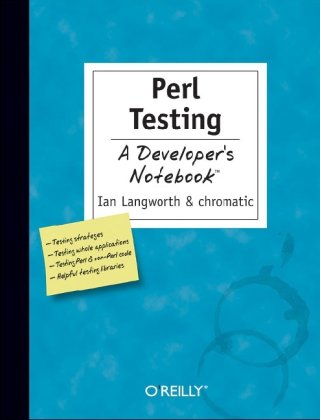 Perl
Testing
A Developer's
Notebook™
Ian Langworth & chromatic
– Testing strateges
– Testing whole applications
– Testing Perl & non-Perl code
– Helpful testing libraries
O'REILLY®